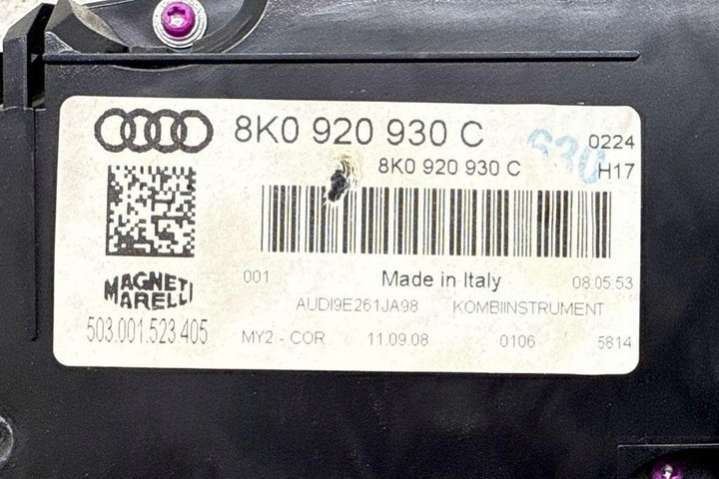 8K0 920 930 C
0224
8K0 920 930 C
H17
001
Made in Italy
08:05:53
MAGNETI MARELLI
AUDI9E261JA98 KOMBIINSTRUMENT
503.001.523.405
MY2 - COR 11.09.08 0106 5814